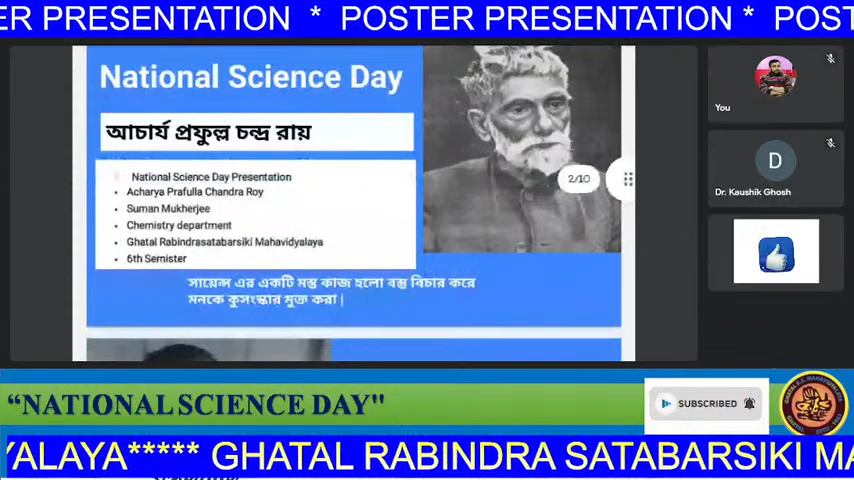 ER PRESENTATION * POSTER PRESENTATION * POST
National Science Day
আচার্য প্রফুল্ল চন্দ্র রায়
National Science Day Presentation
Acharya Prafulla Chandra Roy
Suman Mukherjee
Chemistry department
Ghatal Rabindrasatabarsiki Mahavidyalaya
6th Semister
সায়েন্স এর একটি মস্ত কাজ হলো বস্তু বিচার করে
মনকে কুসংস্কার মুক্ত করা |
2/10
You
D
Dr. Kaushik Ghosh
“NATIONAL SCIENCE DAY"
SUBSCRIBED
YALAYA***** GHATAL RABINDRA SATABARSIKI MA